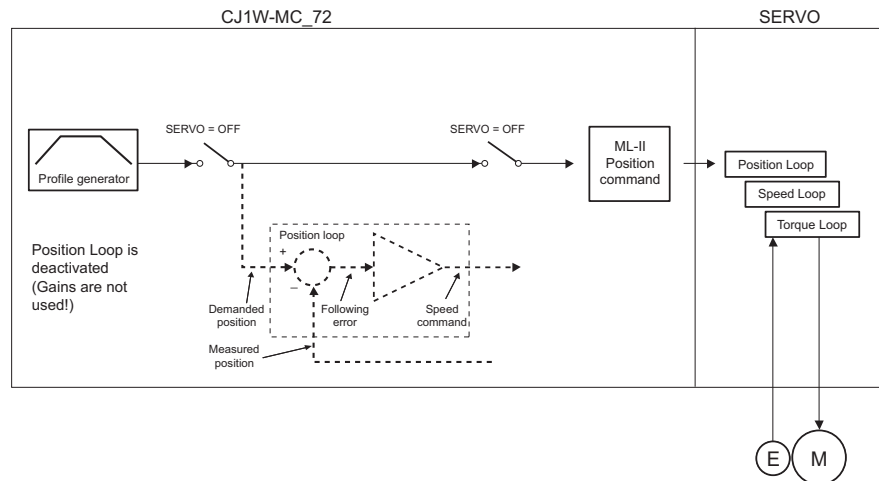 CJ1W-MC_72
SERVO
SERVO = OFF
SERVO = OFF
Profile generator
ML-II
Position
command
Position Loop
Speed Loop
Torque Loop
Position Loop is
deactivated
(Gains are not
used!)
Position loop
+
_
Demanded
position
Following
error
Speed
command
Measured
position
E
M